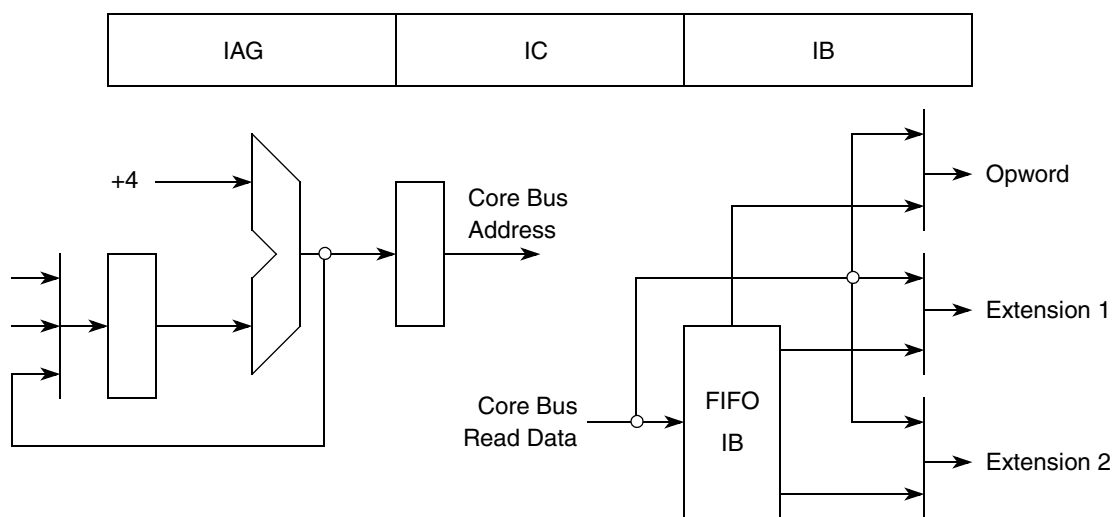 IAG
IC
IB
+4
Core Bus
Address
Opword
Extension 1
Core Bus
Read Data
FIFO
IB
Extension 2